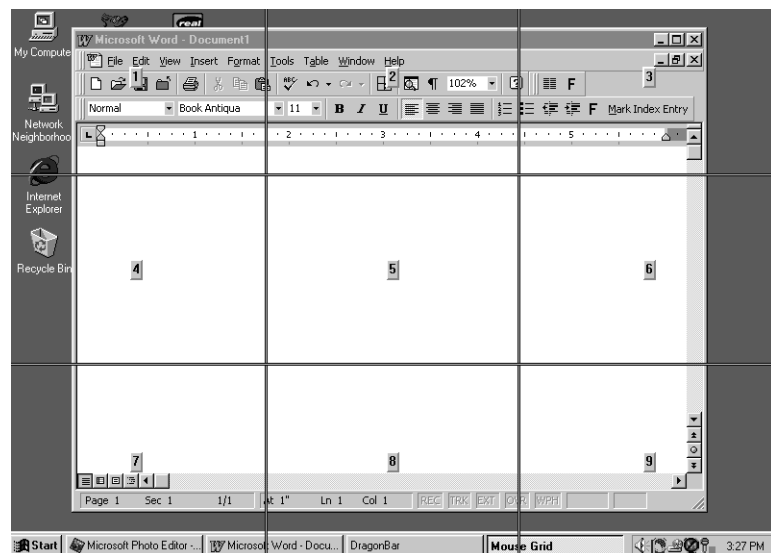 real
My Compute
Microsoft Word - Document1
File Edit View Insert Format Tools Table Window Help
1 2 3
ABC 102% F
Normal Book Antiqua 11 B I U F Mark Index Entry
L 1 2 3 4 5
Network
Neighborhoo
Internet
Explorer
Recycle Bin
4 5 6
7 8 9
Page 1 Sec 1 1/1 At 1" Ln 1 Col 1 REC TRK EXT OVR WPH
Start Microsoft Photo Editor -... Microsoft Word - Docu... DragonBar Mouse Grid 3:27 PM